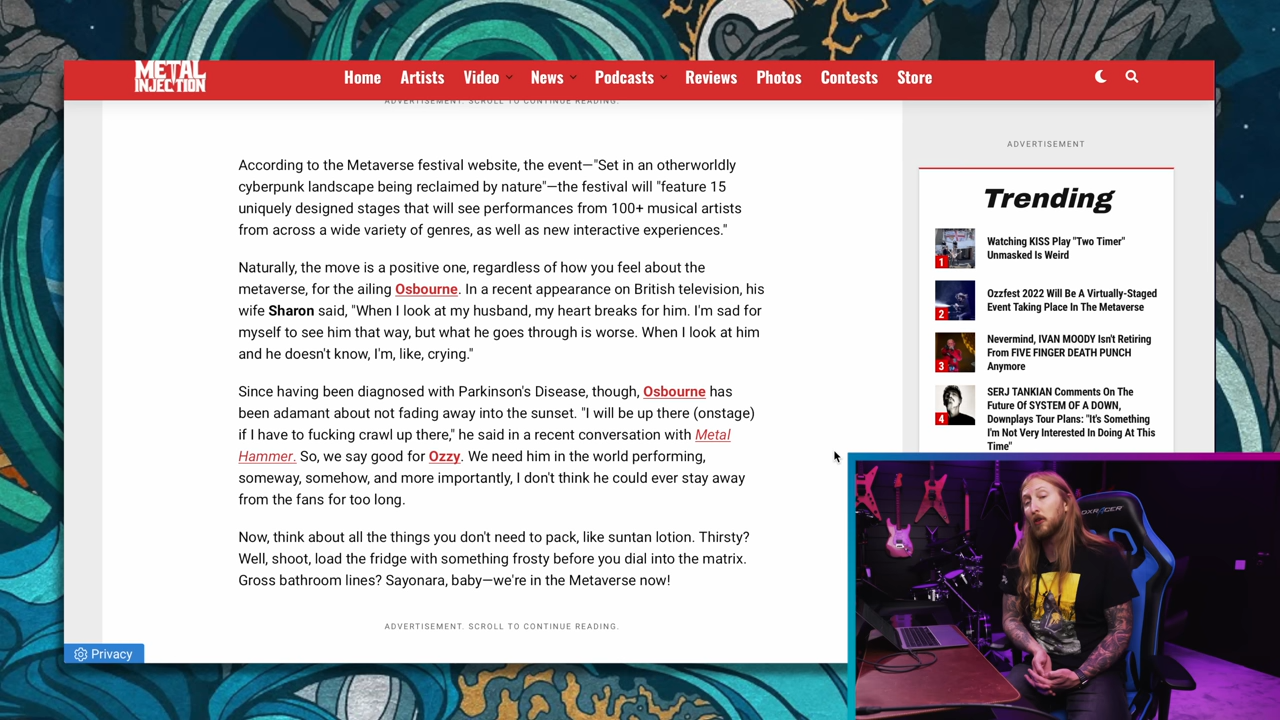 METAL
INJECTION
Home Artists Video News Podcasts Reviews Photos Contests Store
ADVERTISEMENT. SCROLL TO CONTINUE READING.
According to the Metaverse festival website, the event—"Set in an otherworldly
cyberpunk landscape being reclaimed by nature"—the festival will "feature 15
uniquely designed stages that will see performances from 100+ musical artists
from across a wide variety of genres, as well as new interactive experiences."
Naturally, the move is a positive one, regardless of how you feel about the
metaverse, for the ailing Osbourne. In a recent appearance on British television, his
wife Sharon said, "When I look at my husband, my heart breaks for him. I'm sad for
myself to see him that way, but what he goes through is worse. When I look at him
and he doesn't know, I'm, like, crying."
Since having been diagnosed with Parkinson's Disease, though, Osbourne has
been adamant about not fading away into the sunset. "I will be up there (onstage)
if I have to fucking crawl up there," he said in a recent conversation with Metal
Hammer. So, we say good for Ozzy. We need him in the world performing,
someway, somehow, and more importantly, I don't think he could ever stay away
from the fans for too long.
Now, think about all the things you don't need to pack, like suntan lotion. Thirsty?
Well, shoot, load the fridge with something frosty before you dial into the matrix.
Gross bathroom lines? Sayonara, baby—we're in the Metaverse now!
ADVERTISEMENT. SCROLL TO CONTINUE READING.
Privacy
ADVERTISEMENT
Trending
1
Watching KISS Play "Two Timer"
Unmasked Is Weird
2
Ozzfest 2022 Will Be A Virtually-Staged
Event Taking Place In The Metaverse
3
Nevermind, IVAN MOODY Isn't Retiring
From FIVE FINGER DEATH PUNCH
Anymore
4
SERJ TANKIAN Comments On The
Future Of SYSTEM OF A DOWN,
Downplays Tour Plans: "It's Something
I'm Not Very Interested In Doing At This
Time"
DXRACER